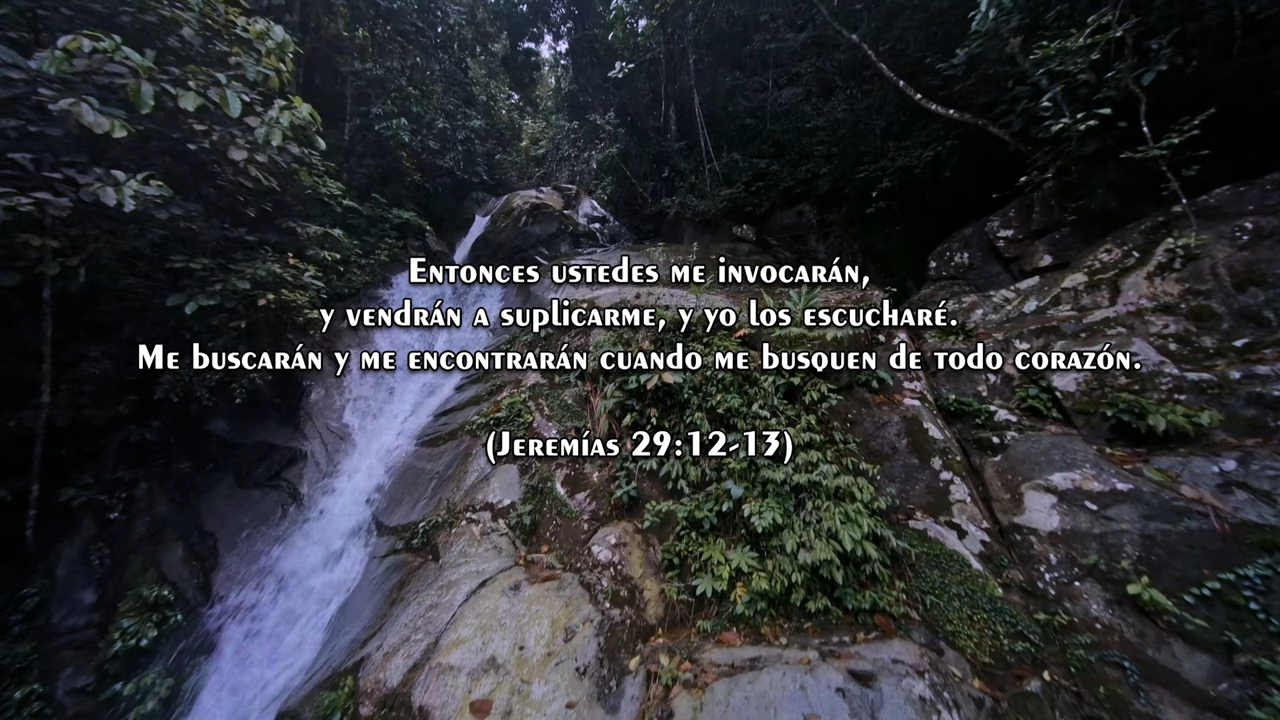 Entonces ustedes me invocarán,
y vendrán a suplicarme, y yo los escucharé.
Me buscarán y me encontrarán cuando me busquen de todo corazón.
(Jeremías 29:12-13)